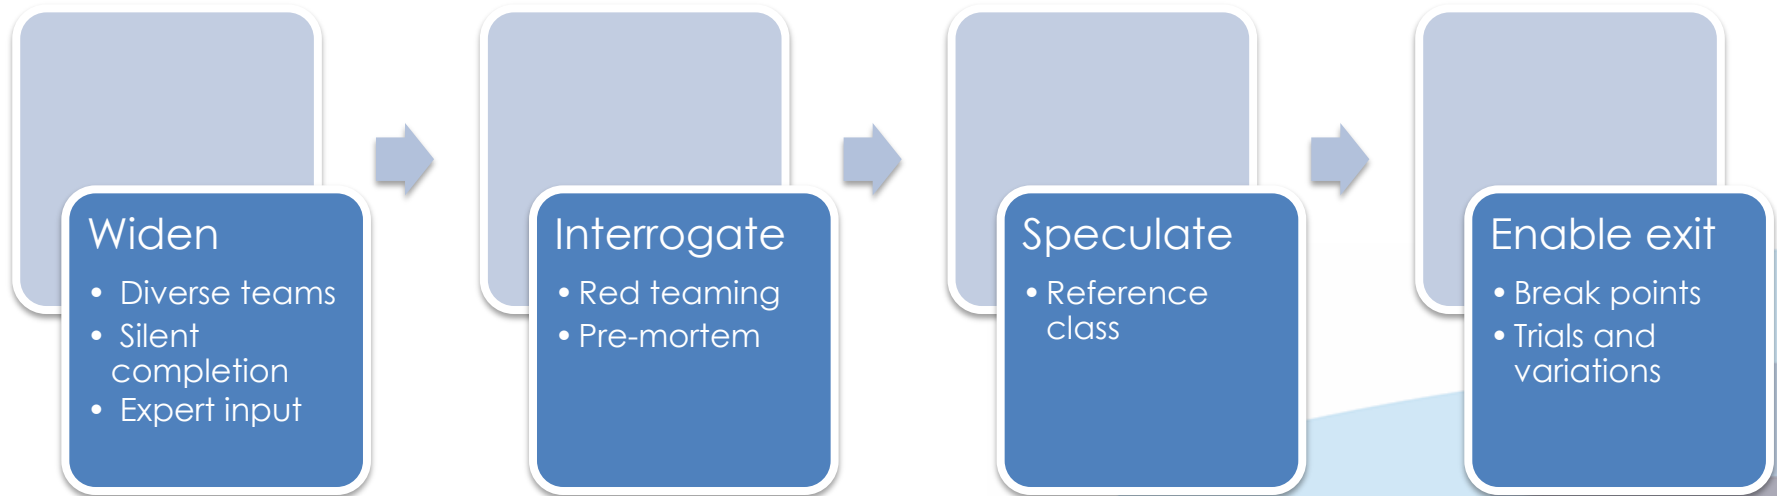 Widen
• Diverse teams
• Silent
completion
• Expert input
Interrogate
• Red teaming
• Pre-mortem
Speculate
• Reference
class
Enable exit
• Break points
• Trials and
variations